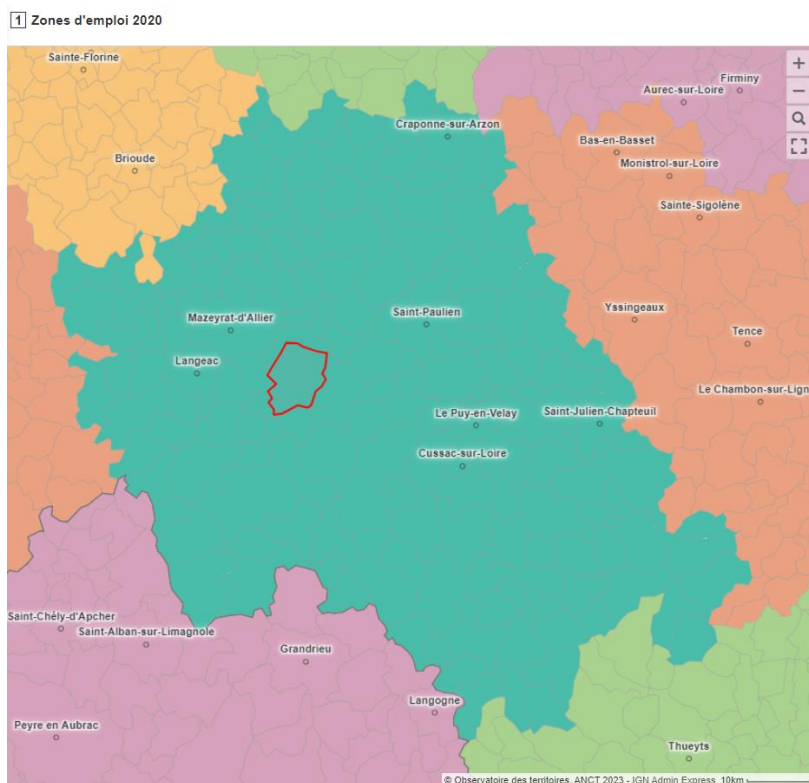 1 Zones d'emploi 2020
Sainte-Florine
Firminy
Aurec-sur-Loire
Craponne-sur-Arzon
Bas-en-Basset
Brioude
Monistrol-sur-Loire
Sainte-Sigolène
Yssingeaux
Saint-Paulien
Mazeyrat-d'Allier
Tence
Langeac
Le Chambon-sur-Lign
Le Puy-en-Velay
Saint-Julien-Chapteuil
Cussac-sur-Loire
Saint-Chély-d'Apcher
Saint-Alban-sur-Limagnole
Grandrieu
Langogne
Peyre en Aubrac
Thueyts
© Observatoire des territoires, ANCT 2023 - IGN Admin Express 10km